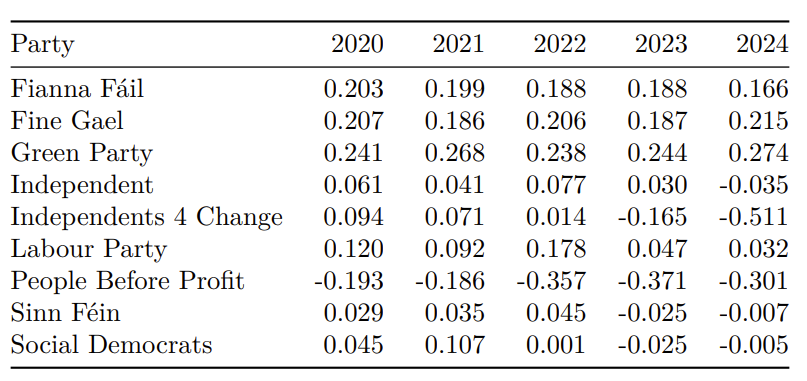 Party 2020 2021 2022 2023 2024
Fianna Fáil 0.203 0.199 0.188 0.188 0.166
Fine Gael 0.207 0.186 0.206 0.187 0.215
Green Party 0.241 0.268 0.238 0.244 0.274
Independent 0.061 0.041 0.077 0.030 -0.035
Independents 4 Change 0.094 0.071 0.014 -0.165 -0.511
Labour Party 0.120 0.092 0.178 0.047 0.032
People Before Profit -0.193 -0.186 -0.357 -0.371 -0.301
Sinn Féin 0.029 0.035 0.045 -0.025 -0.007
Social Democrats 0.045 0.107 0.001 -0.025 -0.005